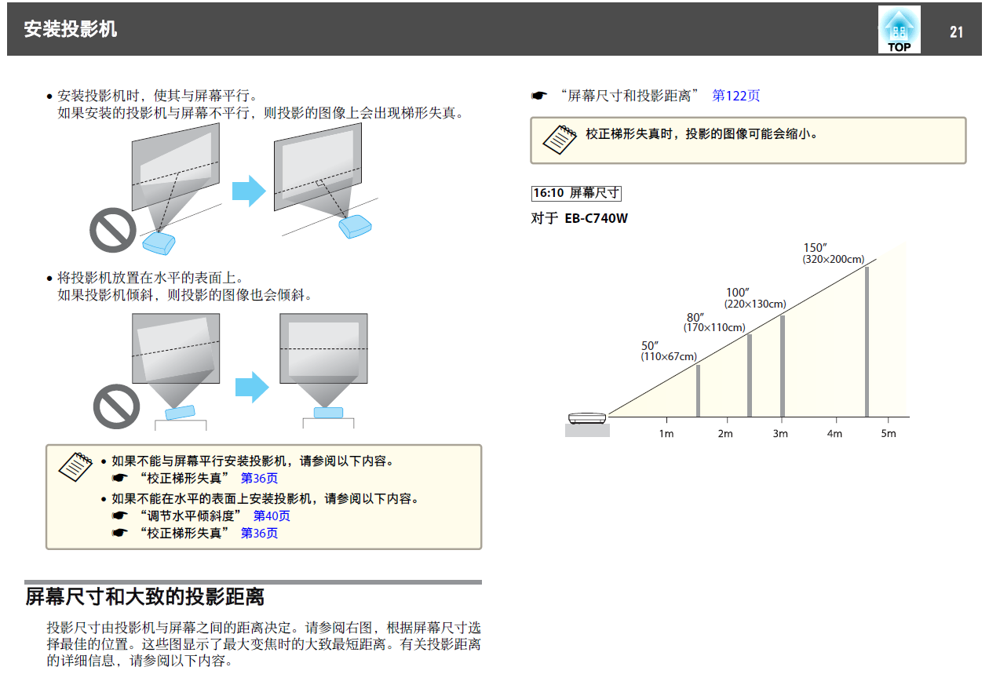 安装投影机
TOP
21
• 安装投影机时，使其与屏幕平行。
如果安装的投影机与屏幕不平行，则投影的图像上会出现梯形失真。
• 将投影机放置在水平的表面上。
如果投影机倾斜，则投影的图像也会倾斜。
• 如果不能与屏幕平行安装投影机，请参阅以下内容。
☛ “校正梯形失真” 第36页
• 如果不能在水平的表面上安装投影机，请参阅以下内容。
☛ “调节水平倾斜度” 第40页
☛ “校正梯形失真” 第36页
屏幕尺寸和大致的投影距离
投影尺寸由投影机与屏幕之间的距离决定。请参阅右图，根据屏幕尺寸选
择最佳的位置。这些图显示了最大变焦时的大致最短距离。有关投影距离
的详细信息，请参阅以下内容。
☛ “屏幕尺寸和投影距离” 第122页
校正梯形失真时，投影的图像可能会缩小。
16:10 屏幕尺寸
对于 EB-C740W
150″
(320×200cm)
100″
(220×130cm)
80″
(170×110cm)
50″
(110×67cm)
1m 2m 3m 4m 5m